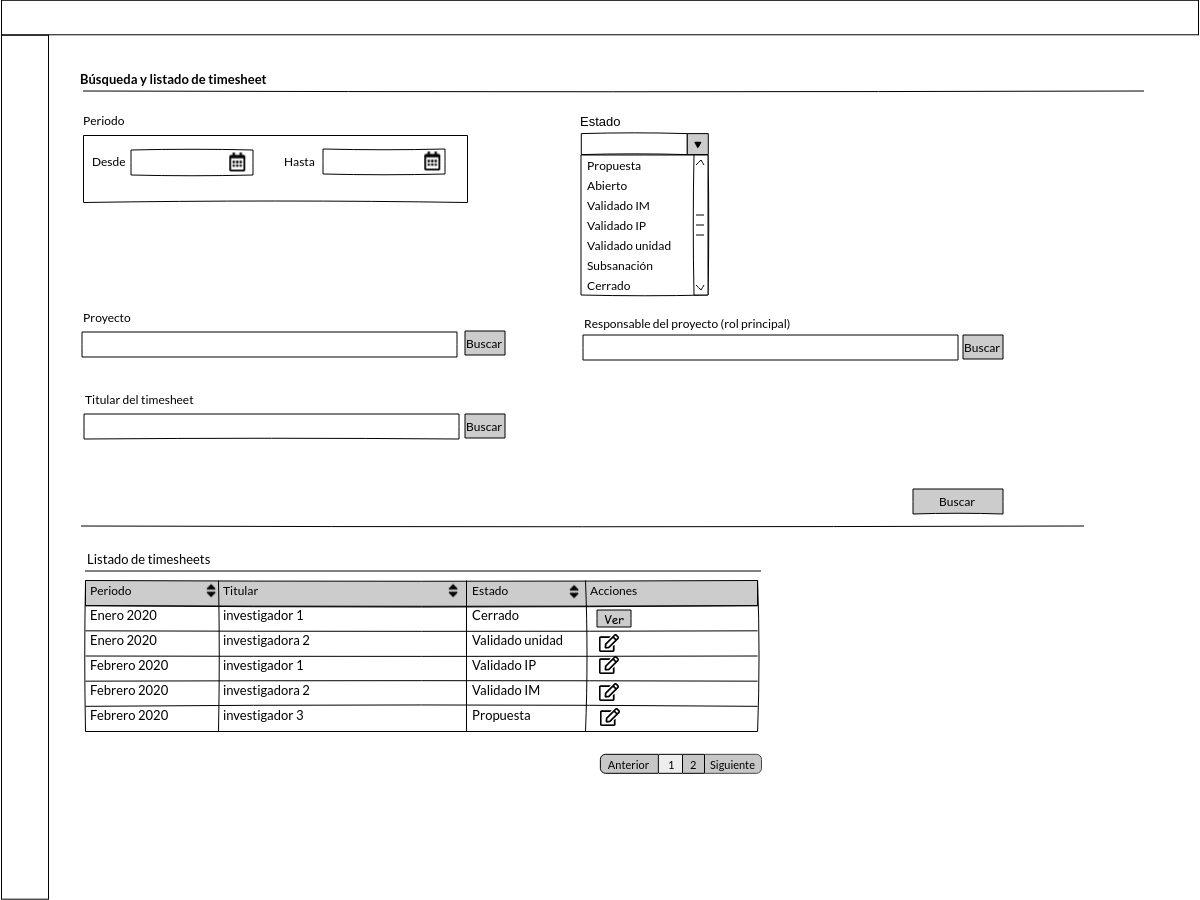 Búsqueda y listado de timesheet
Periodo
Desde
Hasta
Estado
Propuesta
Abierto
Validado IM
Validado IP
Validado unidad
Subsanación
Cerrado
Proyecto
Buscar
Responsable del proyecto (rol principal)
Buscar
Titular del timesheet
Buscar
Buscar
Listado de timesheets
Periodo Titular Estado Acciones
Enero 2020 investigador 1 Cerrado Ver
Enero 2020 investigadora 2 Validado unidad
Febrero 2020 investigador 1 Validado IP
Febrero 2020 investigadora 2 Validado IM
Febrero 2020 investigador 3 Propuesta
Anterior 1 2 Siguiente